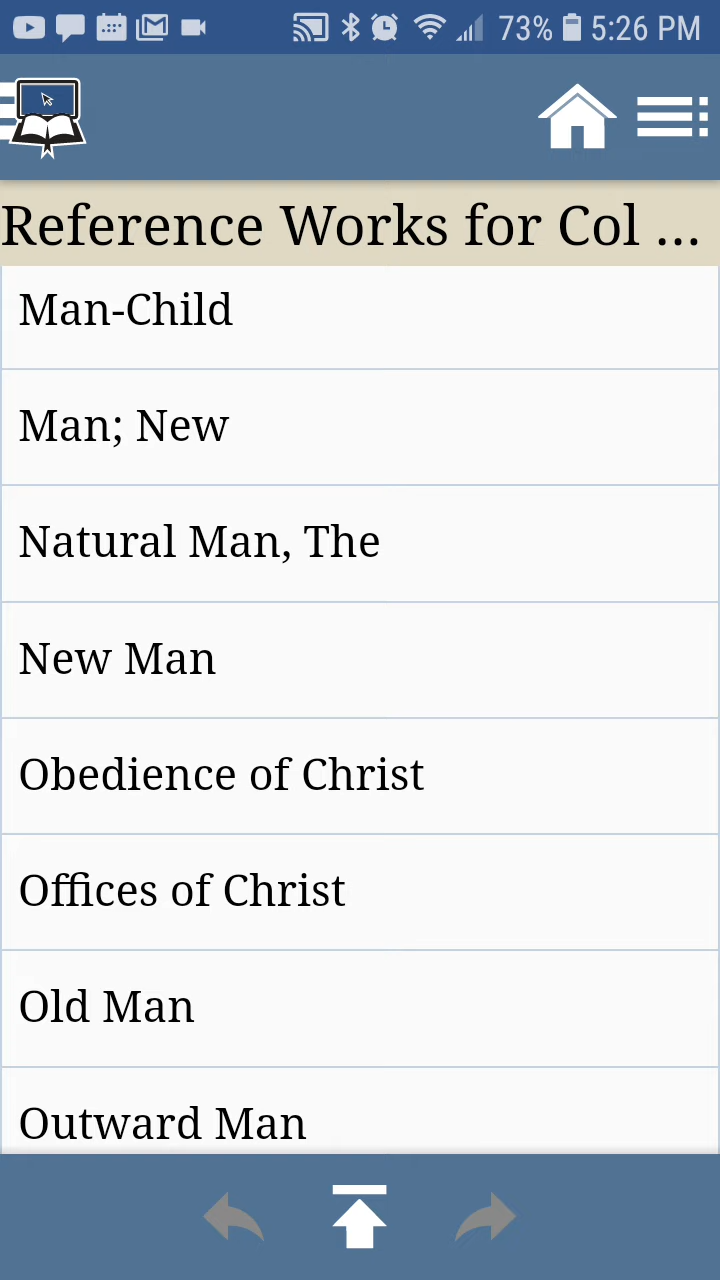 73% 5:26 PM
Reference Works for Col ...
Man-Child
Man; New
Natural Man, The
New Man
Obedience of Christ
Offices of Christ
Old Man
Outward Man